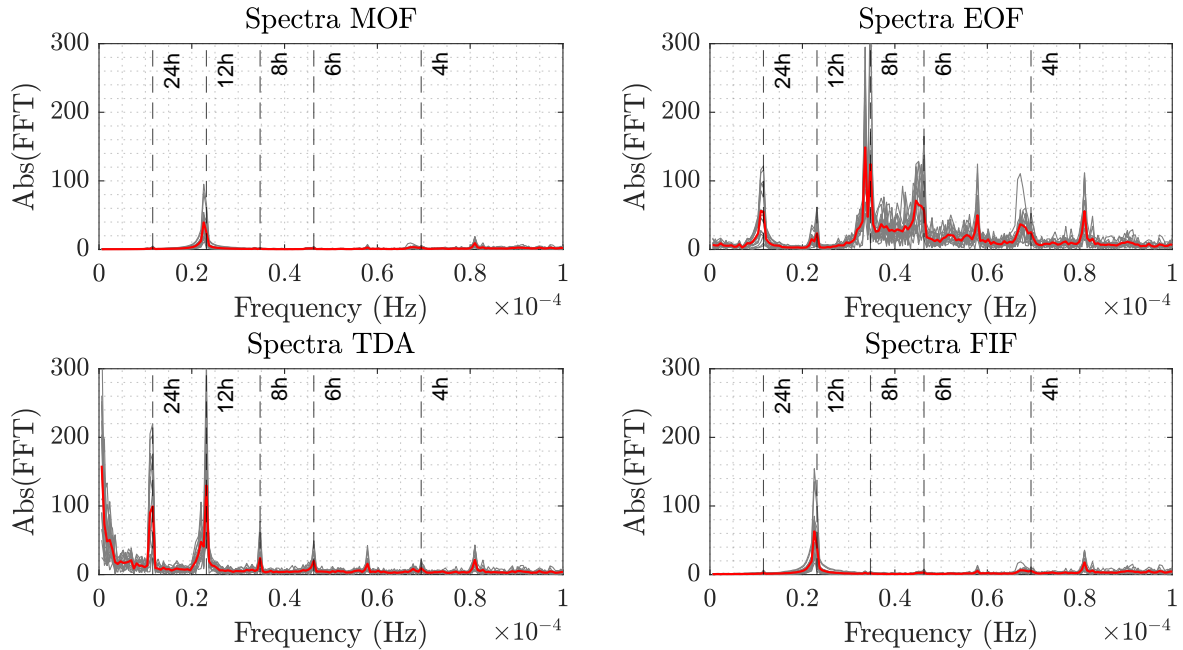 Spectra MOF
300
200
100
0
Abs(FFT)
24h
12h
8h
6h
4h
0
0.2
0.4
0.6
0.8
1
Frequency (Hz)
×10⁻⁴
Spectra EOF
300
200
100
0
Abs(FFT)
24h
12h
8h
6h
4h
0
0.2
0.4
0.6
0.8
1
Frequency (Hz)
×10⁻⁴
Spectra TDA
300
200
100
0
Abs(FFT)
24h
12h
8h
6h
4h
0
0.2
0.4
0.6
0.8
1
Frequency (Hz)
×10⁻⁴
Spectra FIF
300
200
100
0
Abs(FFT)
24h
12h
8h
6h
4h
0
0.2
0.4
0.6
0.8
1
Frequency (Hz)
×10⁻⁴